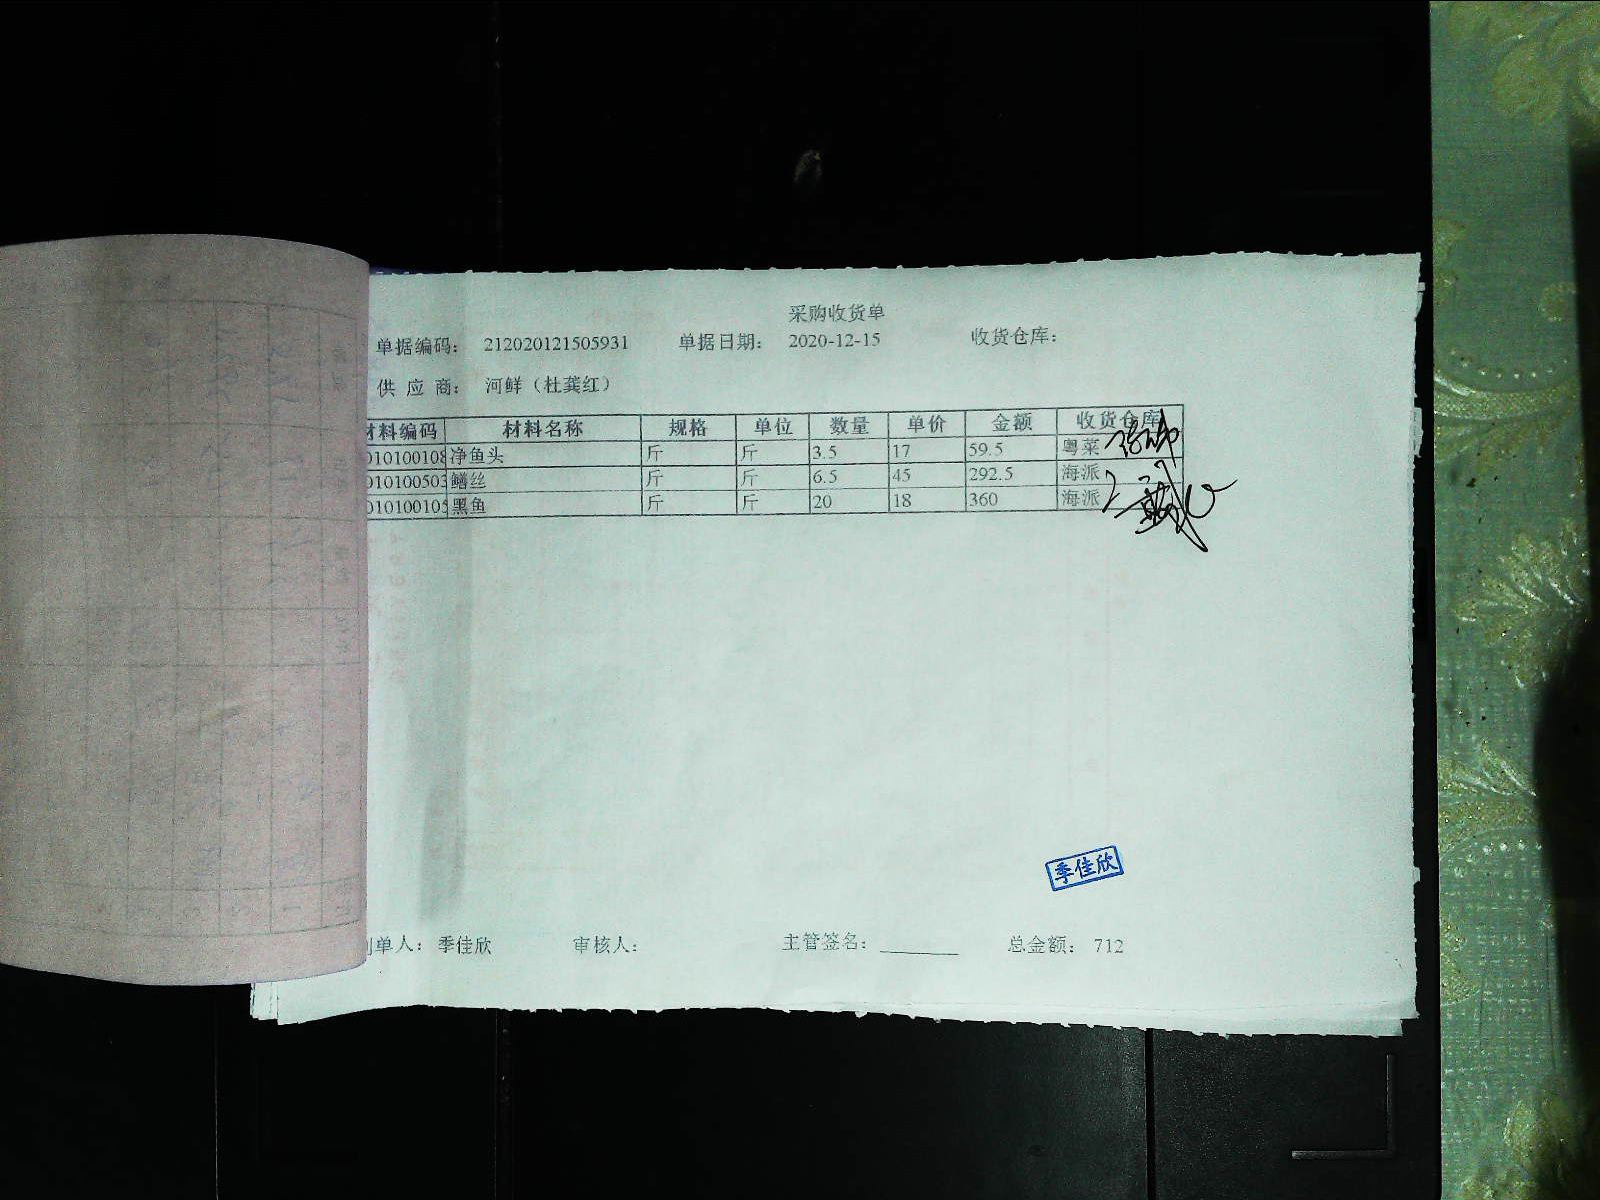 采购收货单
单据编码： 212020121505931 单据日期： 2020-12-15 收货仓库：
供 应 商： 河鲜（杜龚红）
材料编码 材料名称 规格 单位 数量 单价 金额 收货仓库
010100108 净鱼头 斤 斤 3.5 17 59.5 粤菜
010100503 鳝丝 斤 斤 6.5 45 292.5 海派
010100105 黑鱼 斤 斤 20 18 360 海派
季佳欣
制单人： 季佳欣 审核人： 主管签名： 总金额： 712